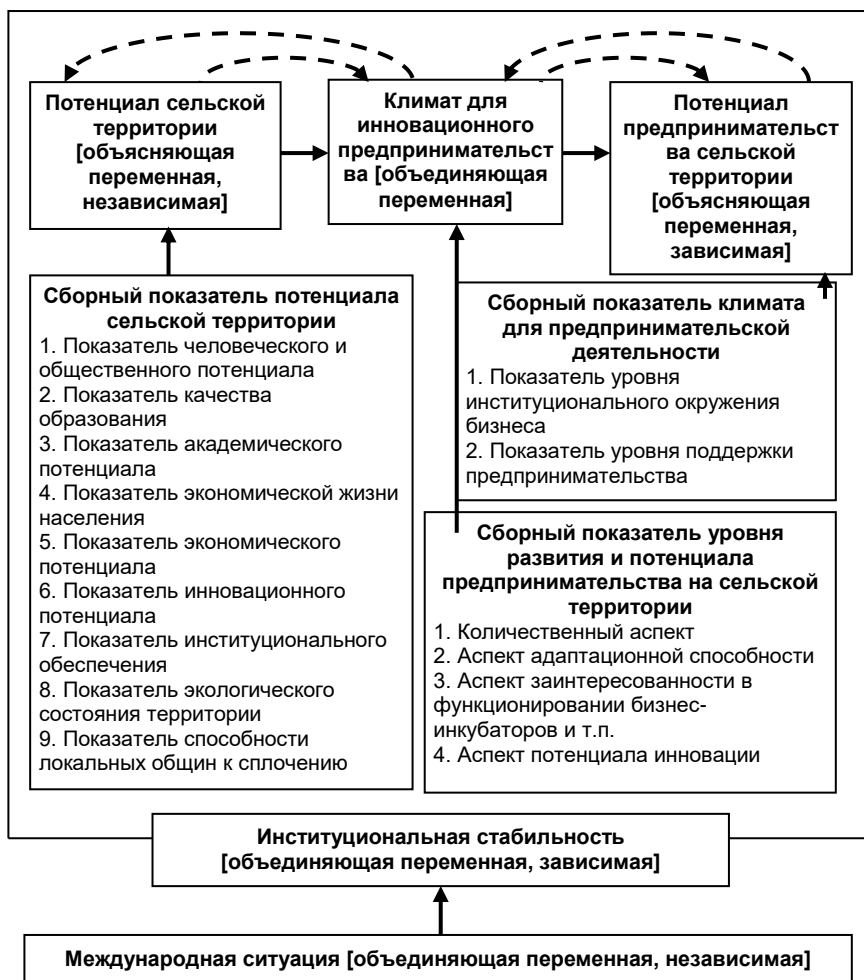 Потенциал сельской
территории
[объясняющая
переменная,
независимая]
Климат для
инновационного
предпринимательст
ва [объединяющая
переменная]
Потенциал
предпринимательст
ва сельской
территории
[объясняющая
переменная,
зависимая]
Сборный показатель потенциала
сельской территории
1. Показатель человеческого и
общественного потенциала
2. Показатель качества
образования
3. Показатель академического
потенциала
4. Показатель экономической жизни
населения
5. Показатель экономического
потенциала
6. Показатель инновационного
потенциала
7. Показатель институционального
обеспечения
8. Показатель экологического
состояния территории
9. Показатель способности
локальных общин к сплочению
Сборный показатель климата
для предпринимательской
деятельности
1. Показатель уровня
институционального окружения
бизнеса
2. Показатель уровня поддержки
предпринимательства
Сборный показатель уровня
развития и потенциала
предпринимательства на сельской
территории
1. Количественный аспект
2. Аспект адаптационной способности
3. Аспект заинтересованности в
функционировании бизнес-
инкубаторов и т.п.
4. Аспект потенциала инновации
Институциональная стабильность
[объединяющая переменная, зависимая]
Международная ситуация [объединяющая переменная, независимая]